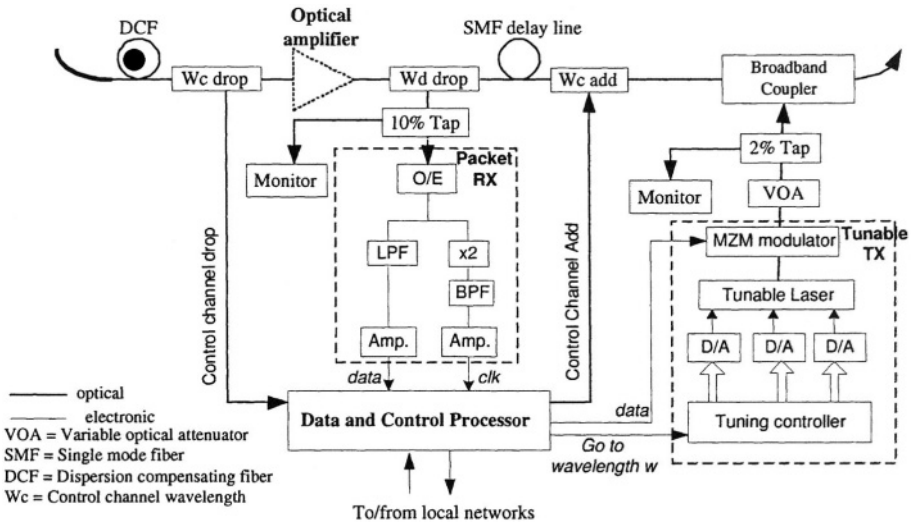 DCF
Optical
amplifier
SMF delay line
Wc drop
Wd drop
Wc add
Broadband
Coupler
10% Tap
2% Tap
Packet
RX
O/E
Monitor
Monitor
VOA
LPF
x2
BPF
Amp.
Amp.
MZM modulator
Tunable
TX
Tunable Laser
D/A
D/A
D/A
Control channel drop
Control Channel Add
data
clk
Data and Control Processor
data
Tuning controller
Go to
wavelength w
optical
electronic
VOA = Variable optical attenuator
SMF = Single mode fiber
DCF = Dispersion compensating fiber
Wc = Control channel wavelength
To/from local networks